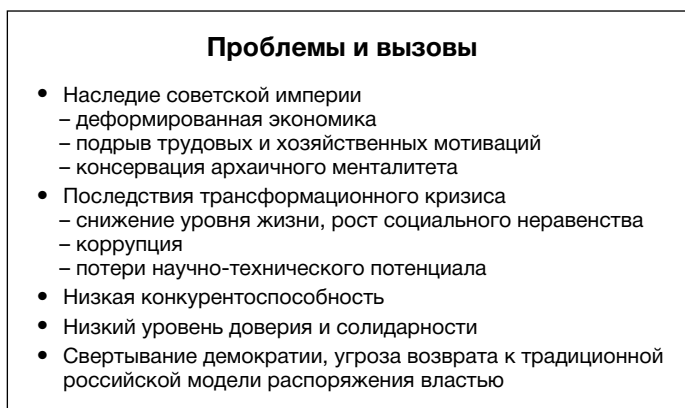 Проблемы и вызовы
• Наследие советской империи
– деформированная экономика
– подрыв трудовых и хозяйственных мотиваций
– консервация архаичного менталитета
• Последствия трансформационного кризиса
– снижение уровня жизни, рост социального неравенства
– коррупция
– потери научно-технического потенциала
• Низкая конкурентоспособность
• Низкий уровень доверия и солидарности
• Свертывание демократии, угроза возврата к традиционной
российской модели распоряжения властью